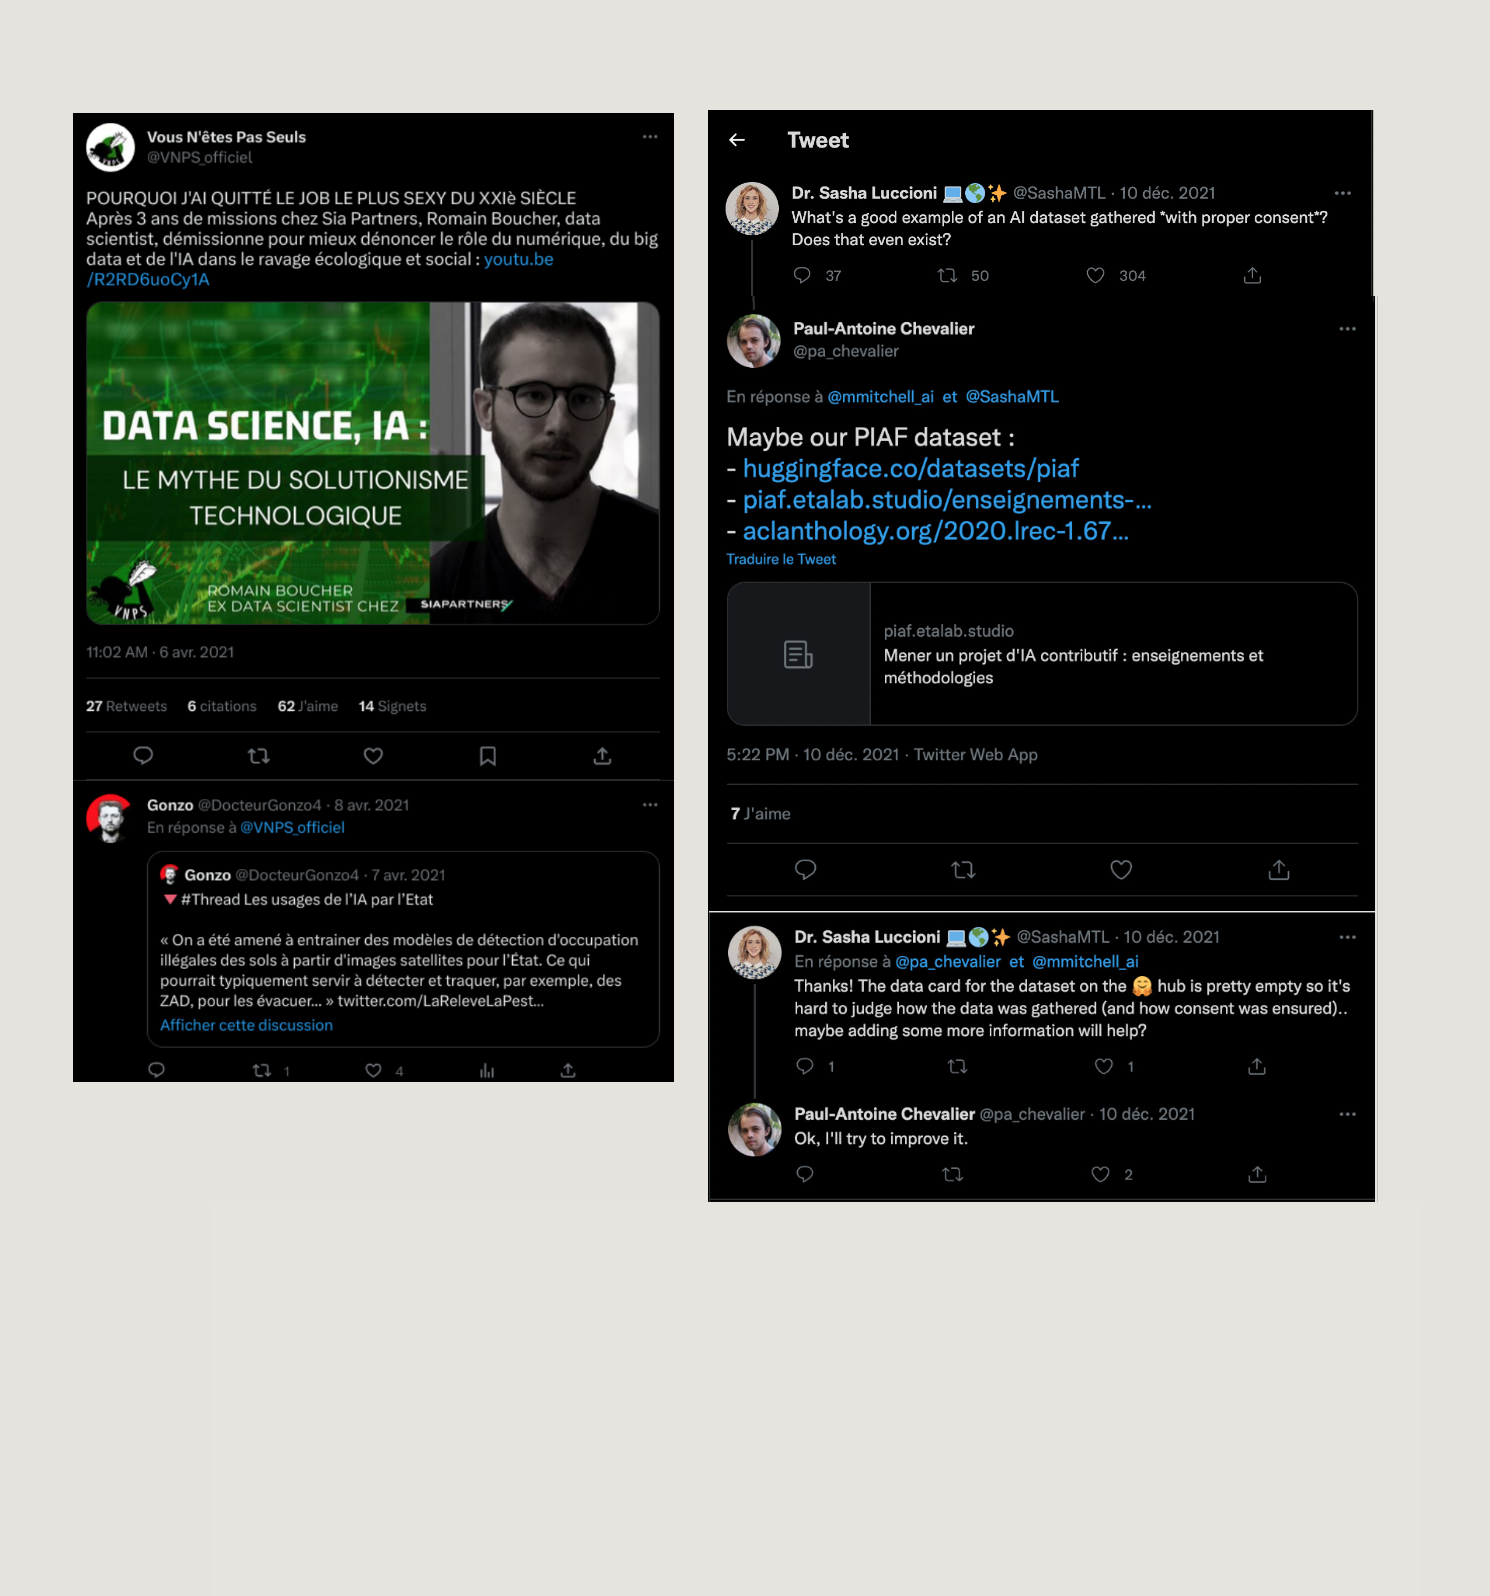 Vous N'êtes Pas Seuls
@VNPS_officiel
POURQUOI J'AI QUITTÉ LE JOB LE PLUS SEXY DU XXIè SIÈCLE
Après 3 ans de missions chez Sia Partners, Romain Boucher, data
scientist, démissionne pour mieux dénoncer le rôle du numérique, du big
data et de l'IA dans le ravage écologique et social : youtu.be
/R2RD6uoCy1A
DATA SCIENCE, IA :
LE MYTHE DU SOLUTIONISME
TECHNOLOGIQUE
VNPS
ROMAIN BOUCHER
EX DATA SCIENTIST CHEZ SIAPARTNERS
11:02 AM · 6 avr. 2021
27 Retweets 6 citations 62 J'aime 14 Signets
Gonzo @DocteurGonzo4 · 8 avr. 2021
En réponse à @VNPS_officiel
Gonzo @DocteurGonzo4 · 7 avr. 2021
🔻 #Thread Les usages de l'IA par l'Etat
« On a été amené à entrainer des modèles de détection d'occupation
illégales des sols à partir d'images satellites pour l'État. Ce qui
pourrait typiquement servir à détecter et traquer, par exemple, des
ZAD, pour les évacuer... » twitter.com/LaReleveLaPest...
Afficher cette discussion
1 4
Tweet
Dr. Sasha Luccioni 💻🌎✨ @SashaMTL · 10 déc. 2021
What's a good example of an AI dataset gathered *with proper consent*?
Does that even exist?
37 50 304
Paul-Antoine Chevalier
@pa_chevalier
En réponse à @mmitchell_ai et @SashaMTL
Maybe our PIAF dataset :
- huggingface.co/datasets/piaf
- piaf.etalab.studio/enseignements-...
- aclanthology.org/2020.lrec-1.67...
Traduire le Tweet
piaf.etalab.studio
Mener un projet d'IA contributif : enseignements et
méthodologies
5:22 PM · 10 déc. 2021 · Twitter Web App
7 J'aime
Dr. Sasha Luccioni 💻🌎✨ @SashaMTL · 10 déc. 2021
En réponse à @pa_chevalier et @mmitchell_ai
Thanks! The data card for the dataset on the 🤗 hub is pretty empty so it's
hard to judge how the data was gathered (and how consent was ensured)..
maybe adding some more information will help?
1 1
Paul-Antoine Chevalier @pa_chevalier · 10 déc. 2021
Ok, I'll try to improve it.
2